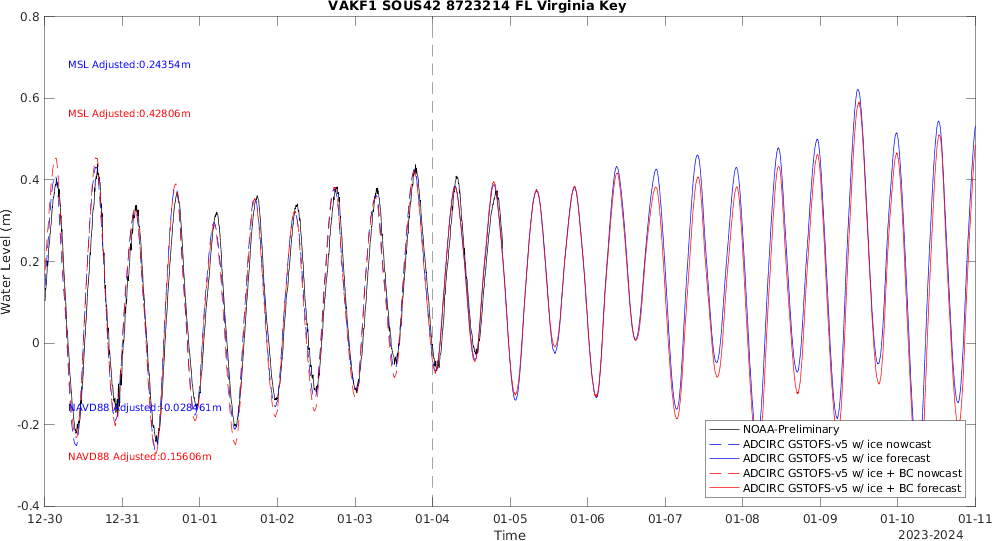 VAKF1 SOUS42 8723214 FL Virginia Key
0.8
0.6
0.4
0.2
0
-0.2
-0.4
Water Level (m)
MSL Adjusted:0.24354m
MSL Adjusted:0.42806m
NAVD88 Adjusted:-0.028461m
NAVD88 Adjusted:0.15606m
NOAA-Preliminary
ADCIRC GSTOFS-v5 w/ ice nowcast
ADCIRC GSTOFS-v5 w/ ice forecast
ADCIRC GSTOFS-v5 w/ ice + BC nowcast
ADCIRC GSTOFS-v5 w/ ice + BC forecast
12-30 12-31 01-01 01-02 01-03 01-04 01-05 01-06 01-07 01-08 01-09 01-10 01-11
Time
2023-2024